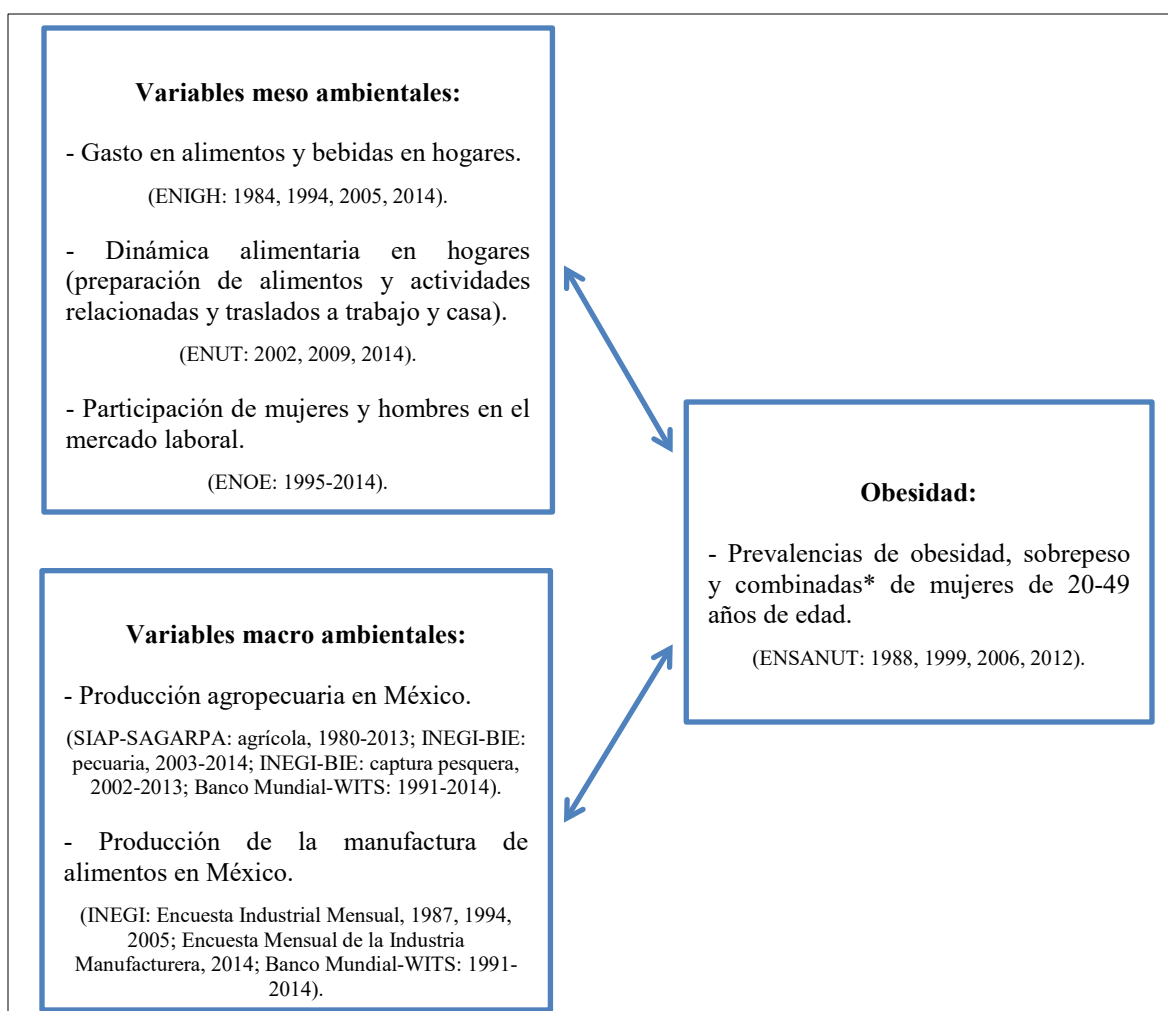 Variables meso ambientales:
- Gasto en alimentos y bebidas en hogares.
(ENIGH: 1984, 1994, 2005, 2014).
- Dinámica alimentaria en hogares
(preparación de alimentos y actividades
relacionadas y traslados a trabajo y casa).
(ENUT: 2002, 2009, 2014).
- Participación de mujeres y hombres en el
mercado laboral.
(ENOE: 1995-2014).
Variables macro ambientales:
- Producción agropecuaria en México.
(SIAP-SAGARPA: agrícola, 1980-2013; INEGI-BIE:
pecuaria, 2003-2014; INEGI-BIE: captura pesquera,
2002-2013; Banco Mundial-WITS: 1991-2014).
- Producción de la manufactura de
alimentos en México.
(INEGI: Encuesta Industrial Mensual, 1987, 1994,
2005; Encuesta Mensual de la Industria
Manufacturera, 2014; Banco Mundial-WITS: 1991-
2014).
Obesidad:
- Prevalencias de obesidad, sobrepeso
y combinadas* de mujeres de 20-49
años de edad.
(ENSANUT: 1988, 1999, 2006, 2012).